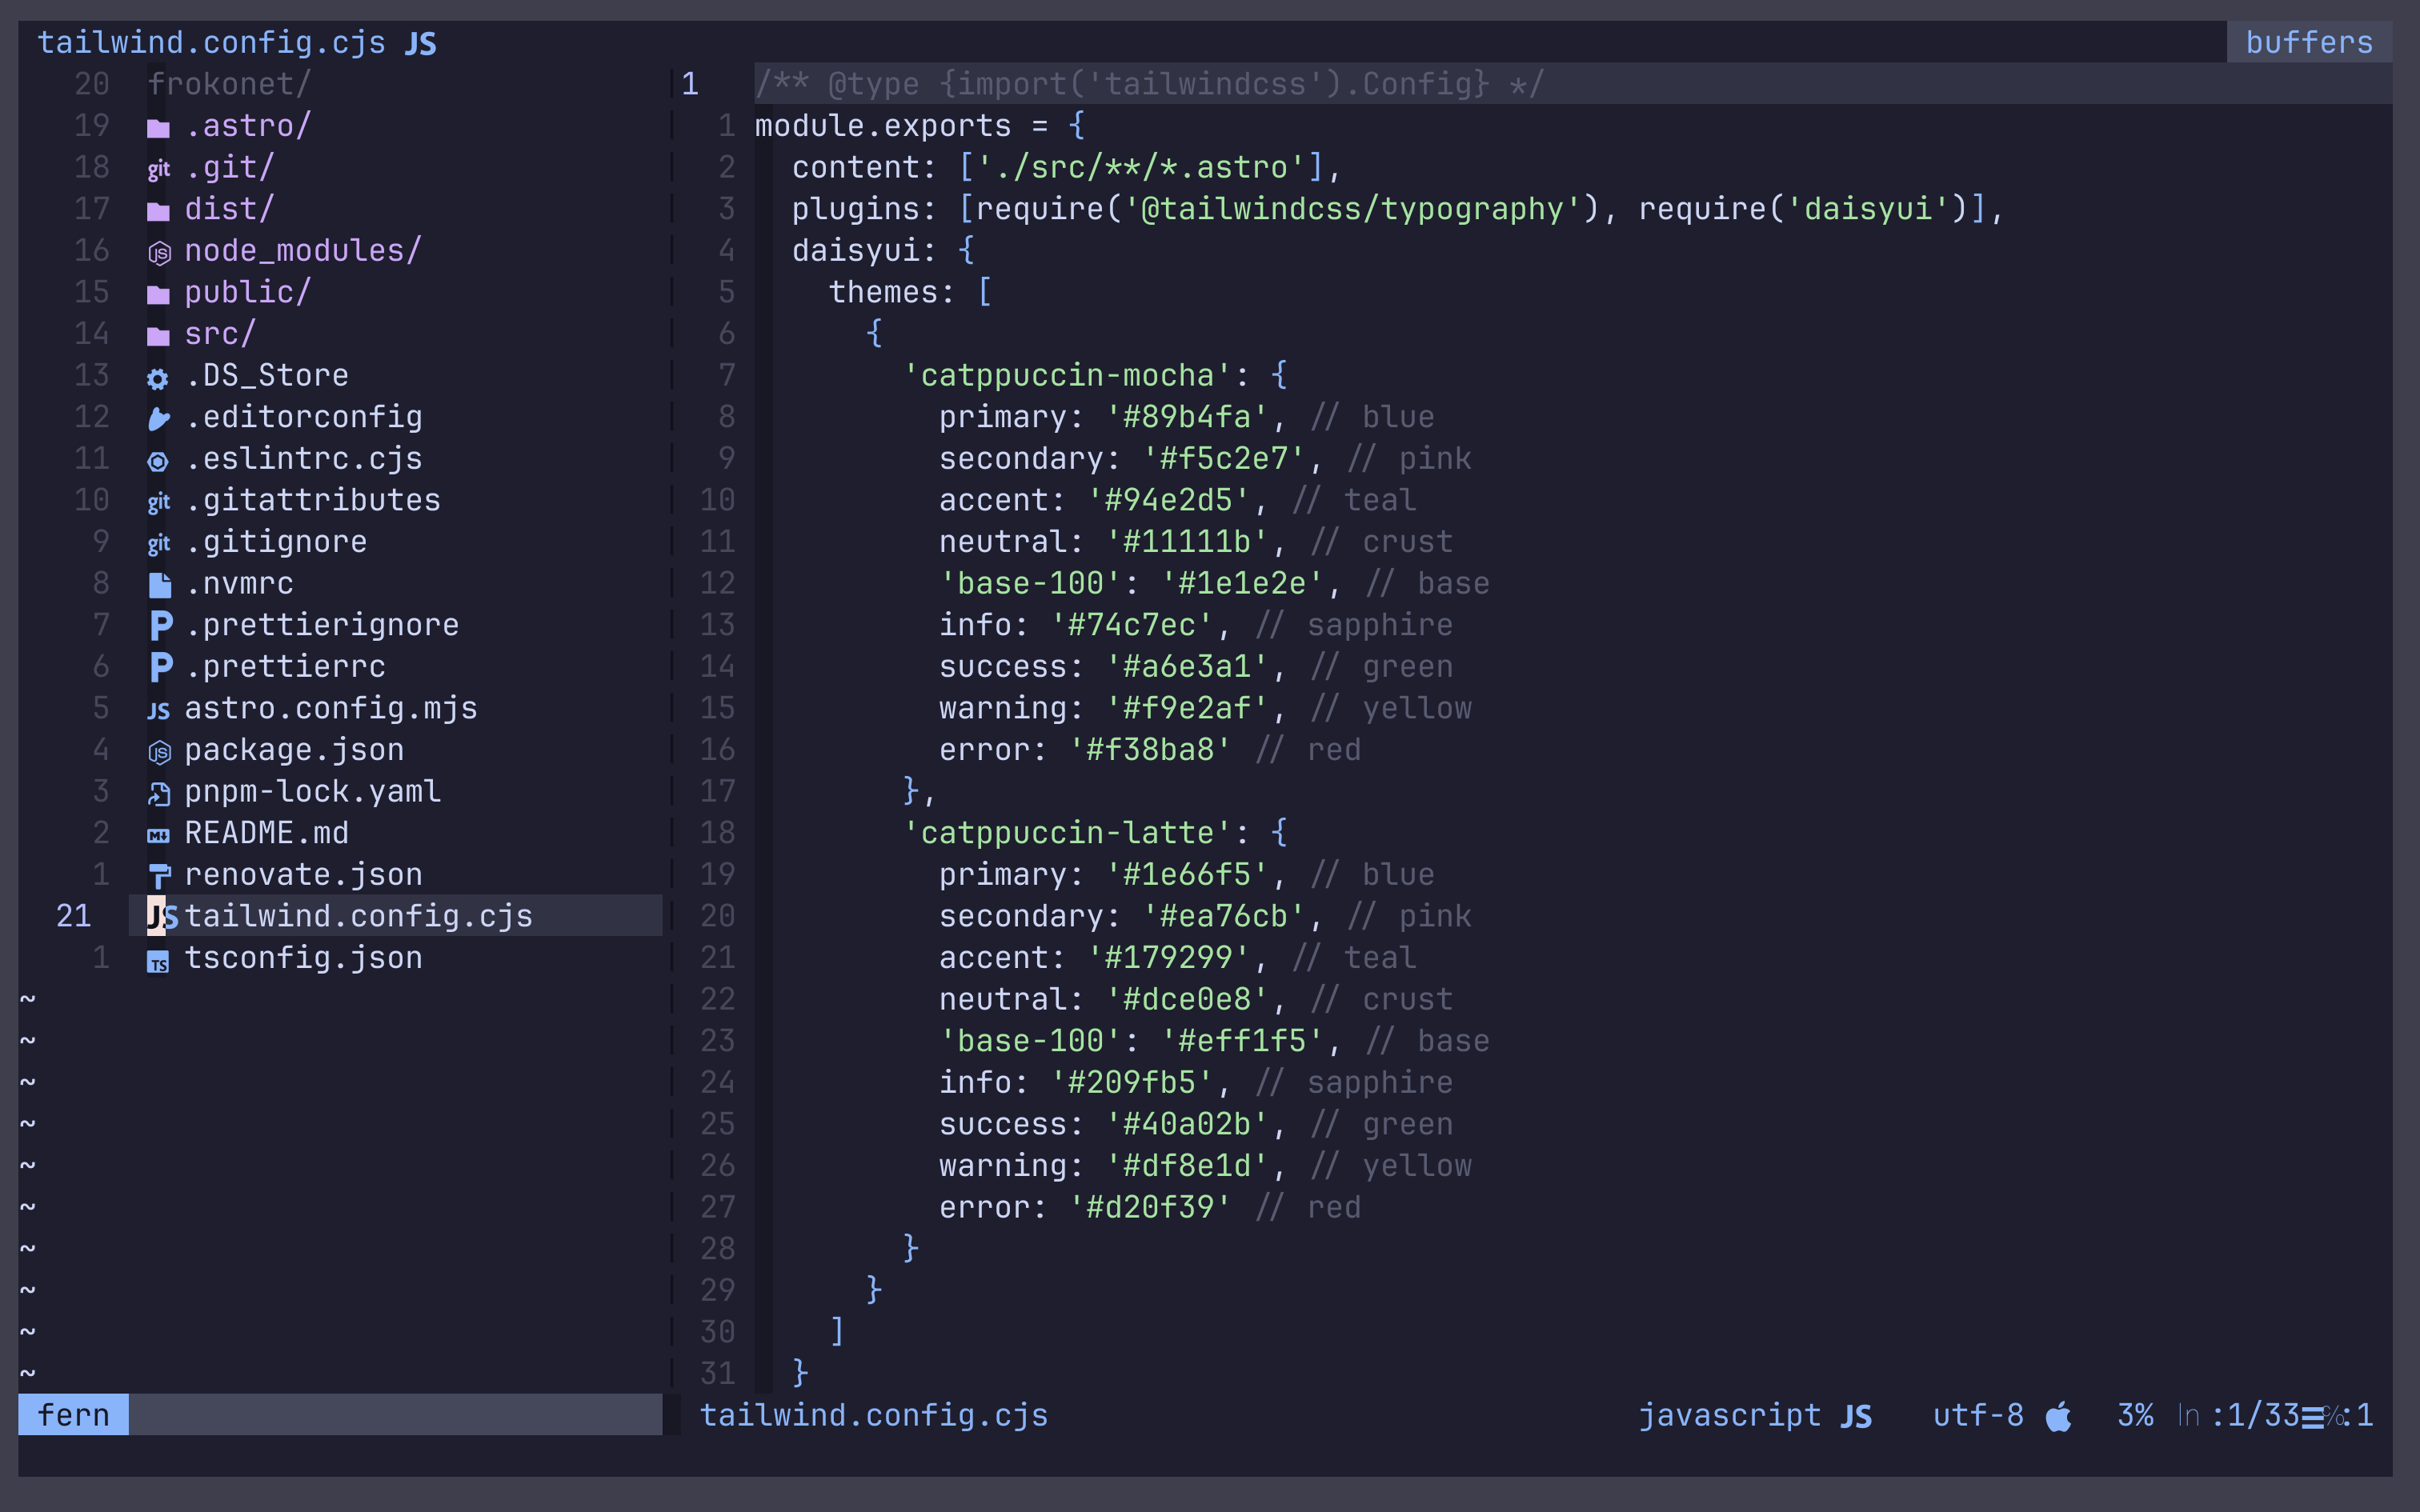 tailwind.config.cjs JS
buffers
20 frokonet/
19 .astro/
18 git .git/
17 dist/
16 JS node_modules/
15 public/
14 src/
13 .DS_Store
12 .editorconfig
11 .eslintrc.cjs
10 git .gitattributes
9 git .gitignore
8 .nvmrc
7 P .prettierignore
6 P .prettierrc
5 JS astro.config.mjs
4 JS package.json
3 pnpm-lock.yaml
2 M README.md
1 renovate.json
21 JS tailwind.config.cjs
1 TS tsconfig.json
~
~
~
~
~
~
~
~
~
~
fern
1 /** @type {import('tailwindcss').Config} */
1 module.exports = {
2   content: ['./src/**/*.astro'],
3   plugins: [require('@tailwindcss/typography'), require('daisyui')],
4   daisyui: {
5     themes: [
6       {
7         'catppuccin-mocha': {
8           primary: '#89b4fa', // blue
9           secondary: '#f5c2e7', // pink
10           accent: '#94e2d5', // teal
11           neutral: '#11111b', // crust
12           'base-100': '#1e1e2e', // base
13           info: '#74c7ec', // sapphire
14           success: '#a6e3a1', // green
15           warning: '#f9e2af', // yellow
16           error: '#f38ba8' // red
17         },
18         'catppuccin-latte': {
19           primary: '#1e66f5', // blue
20           secondary: '#ea76cb', // pink
21           accent: '#179299', // teal
22           neutral: '#dce0e8', // crust
23           'base-100': '#eff1f5', // base
24           info: '#209fb5', // sapphire
25           success: '#40a02b', // green
26           warning: '#df8e1d', // yellow
27           error: '#d20f39' // red
28         }
29       }
30     ]
31   }
tailwind.config.cjs
javascript JS utf-8 3% ln :1/33≡℅:1